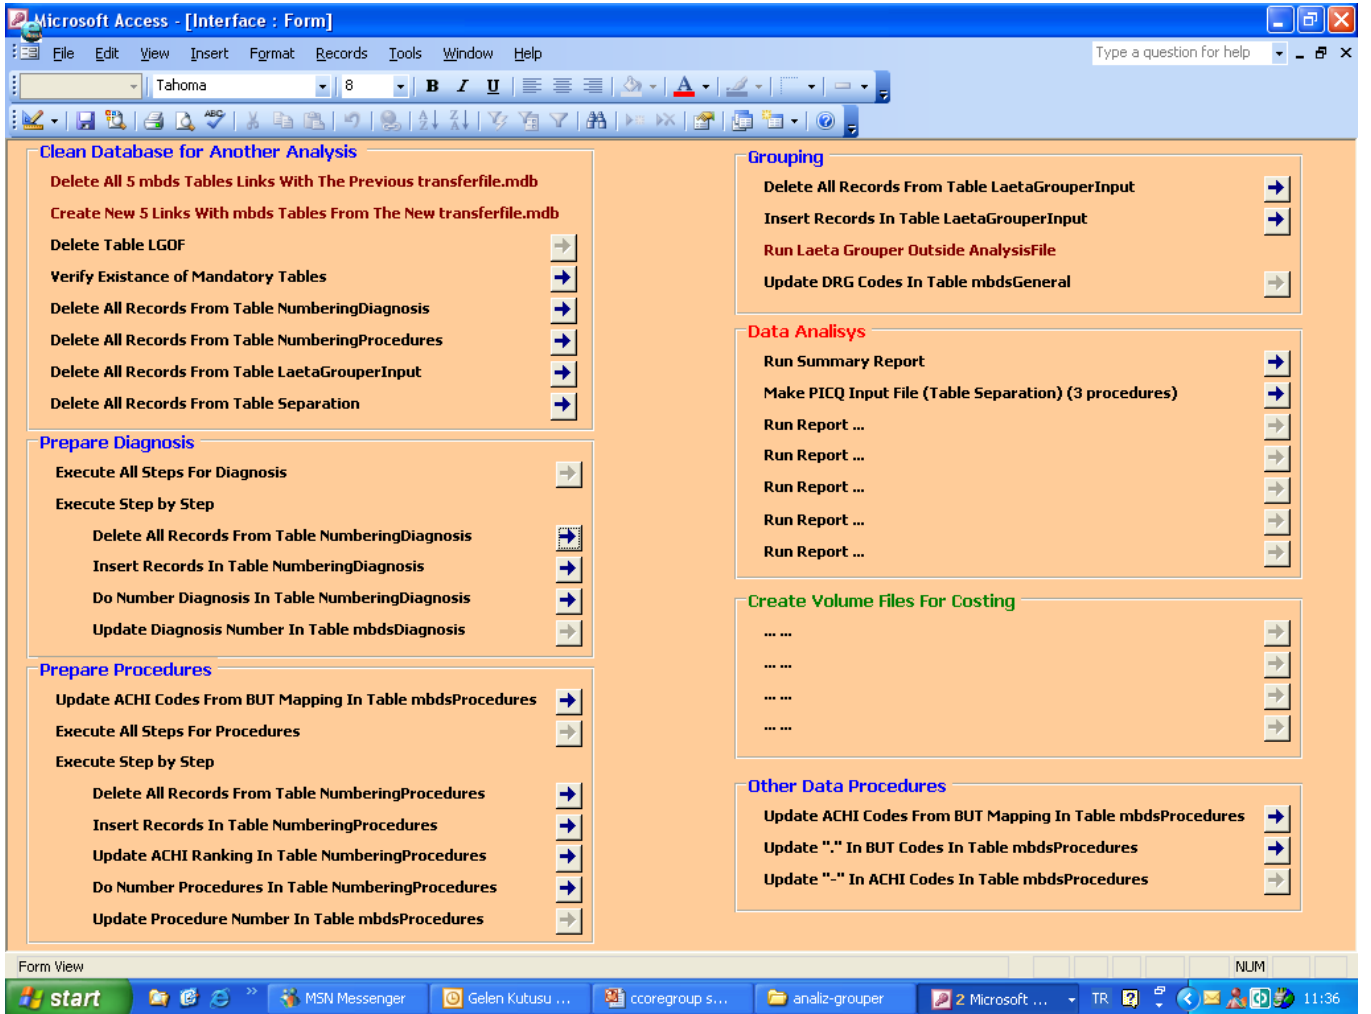 Microsoft Access - [Interface : Form]
File Edit View Insert Format Records Tools Window Help
Type a question for help
Tahoma 8 B I U A
ABC
Clean Database for Another Analysis
Delete All 5 mbds Tables Links With The Previous transferfile.mdb
Create New 5 Links With mbds Tables From The New transferfile.mdb
Delete Table LGOF
Verify Existance of Mandatory Tables
Delete All Records From Table NumberingDiagnosis
Delete All Records From Table NumberingProcedures
Delete All Records From Table LaetaGrouperInput
Delete All Records From Table Separation
Prepare Diagnosis
Execute All Steps For Diagnosis
Execute Step by Step
Delete All Records From Table NumberingDiagnosis
Insert Records In Table NumberingDiagnosis
Do Number Diagnosis In Table NumberingDiagnosis
Update Diagnosis Number In Table mbdsDiagnosis
Prepare Procedures
Update ACHI Codes From BUT Mapping In Table mbdsProcedures
Execute All Steps For Procedures
Execute Step by Step
Delete All Records From Table NumberingProcedures
Insert Records In Table NumberingProcedures
Update ACHI Ranking In Table NumberingProcedures
Do Number Procedures In Table NumberingProcedures
Update Procedure Number In Table mbdsProcedures
Grouping
Delete All Records From Table LaetaGrouperInput
Insert Records In Table LaetaGrouperInput
Run Laeta Grouper Outside AnalysisFile
Update DRG Codes In Table mbdsGeneral
Data Analisys
Run Summary Report
Make PICQ Input File (Table Separation) (3 procedures)
Run Report ...
Run Report ...
Run Report ...
Run Report ...
Run Report ...
Create Volume Files For Costing
... ...
... ...
... ...
... ...
Other Data Procedures
Update ACHI Codes From BUT Mapping In Table mbdsProcedures
Update "." In BUT Codes In Table mbdsProcedures
Update "-" In ACHI Codes In Table mbdsProcedures
Form View
NUM
start MSN Messenger Gelen Kutusu ... ccoregroup s... analiz-grouper 2 Microsoft ... TR 11:36